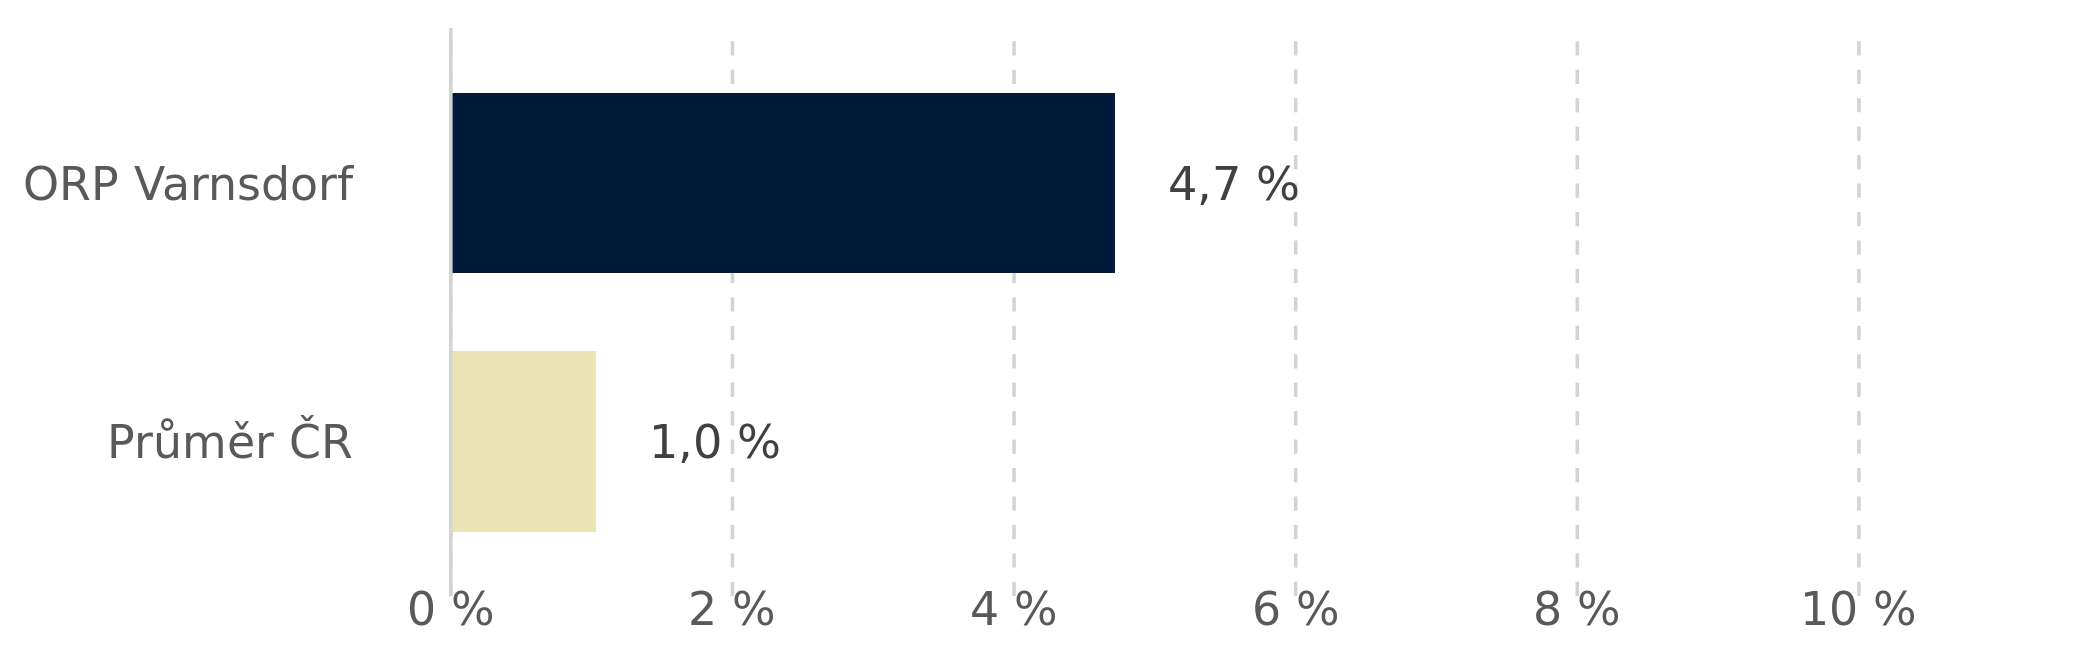 ORP Varnsdorf 4,7 %
Průměr ČR 1,0 %
0 % 2 % 4 % 6 % 8 % 10 %